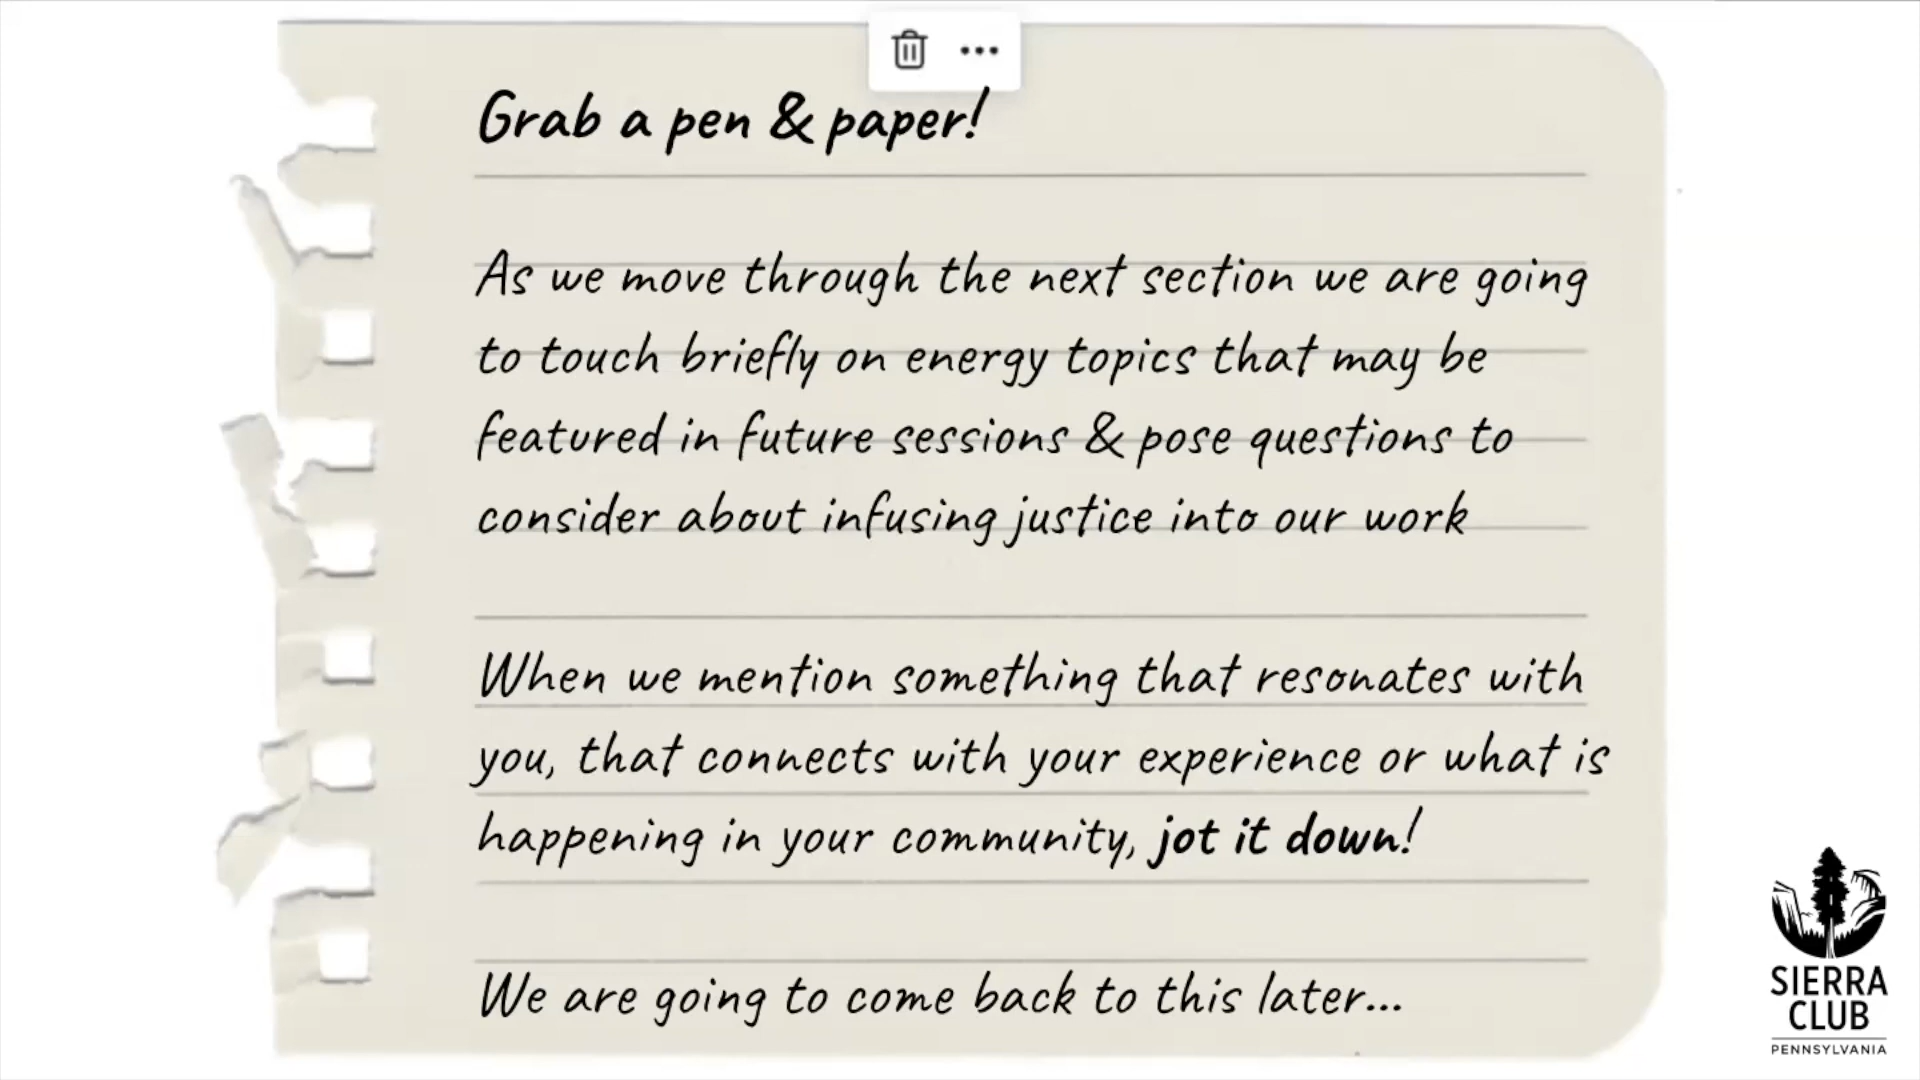 Grab a pen & paper!
As we move through the next section we are going
to touch briefly on energy topics that may be
featured in future sessions & pose questions to
consider about infusing justice into our work
When we mention something that resonates with
you, that connects with your experience or what is
happening in your community, jot it down!
We are going to come back to this later...
SIERRA
CLUB
PENNSYLVANIA